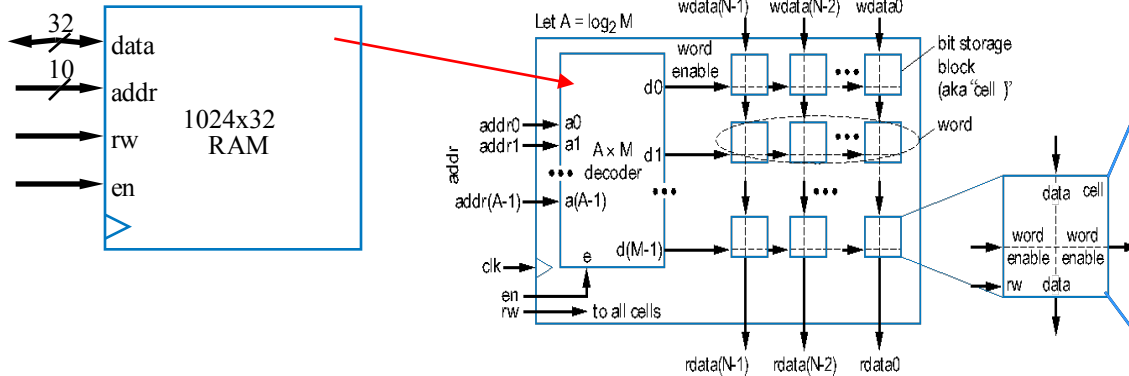 32
data
10
addr
rw
en
1024x32
RAM
Let A = log2 M
wdata(N-1) wdata(N-2) wdata0
word
enable
bit storage
block
(aka “cell”)
word
d0
addr0 a0
addr1 a1
addr
A × M
decoder
d1
addr(A-1) a(A-1)
d(M-1)
clk
e
en
rw to all cells
rdata(N-1) rdata(N-2) rdata0
data cell
word word
enable enable
rw data